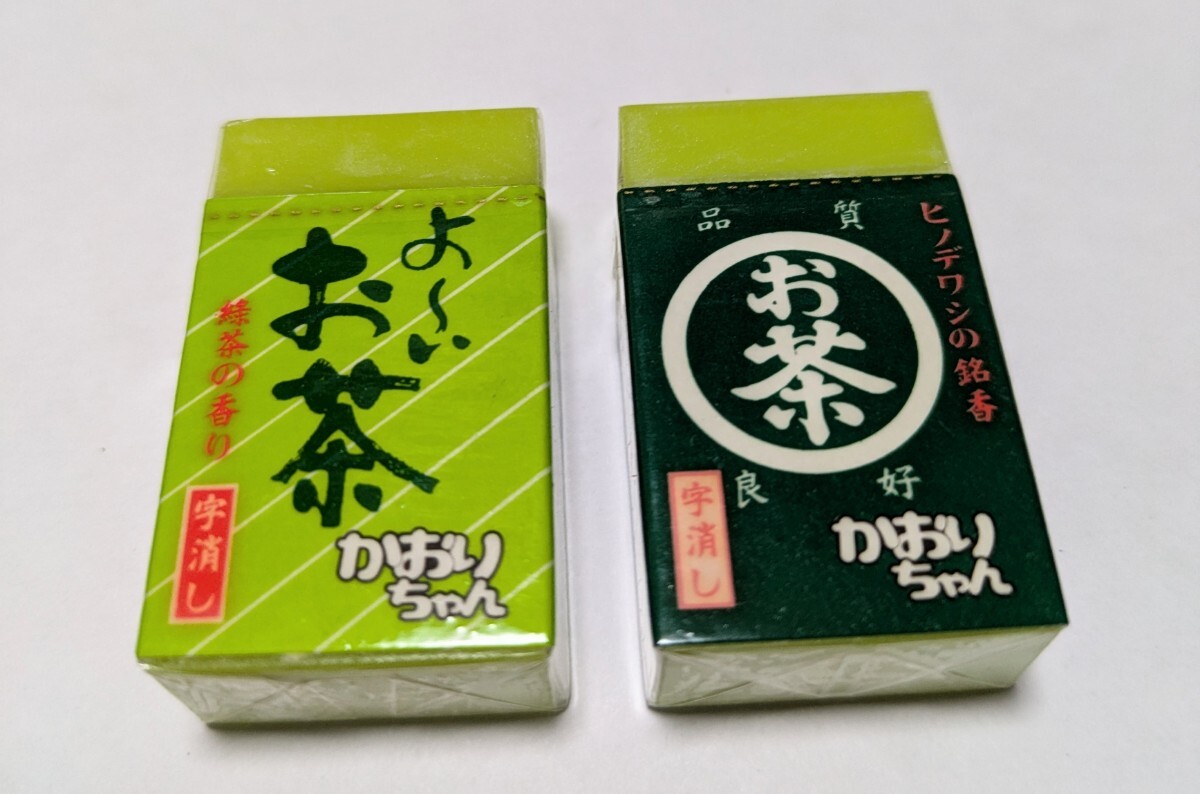 よ～い
お茶
緑茶の香り
字消し
かおり
ちゃん
品質
良好
お茶
ヒノデワシの銘香
字消し
かおり
ちゃん